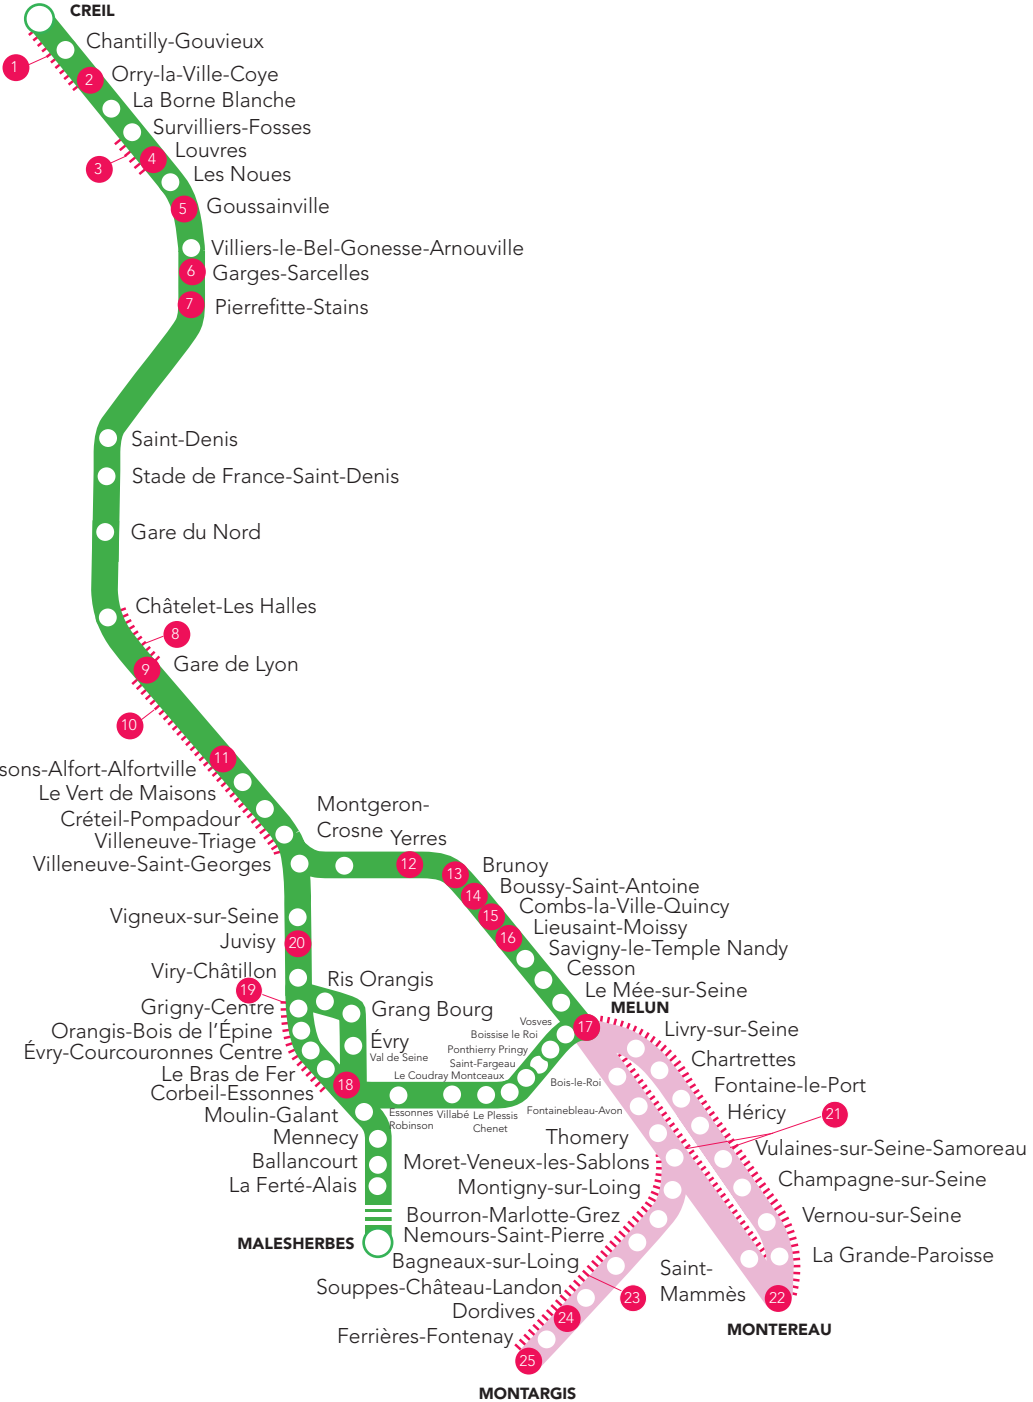 CREIL
Chantilly-Gouvieux
1
2
Orry-la-Ville-Coye
La Borne Blanche
Survilliers-Fosses
3
4
Louvres
Les Noues
5
Goussainville
Villiers-le-Bel-Gonesse-Arnouville
6
Garges-Sarcelles
7
Pierrefitte-Stains
Saint-Denis
Stade de France-Saint-Denis
Gare du Nord
Châtelet-Les Halles
8
9
Gare de Lyon
10
11
sons-Alfort-Alfortville
Le Vert de Maisons
Créteil-Pompadour
Villeneuve-Triage
Villeneuve-Saint-Georges
Montgeron-
Crosne
Yerres
12
13
Brunoy
14
Boussy-Saint-Antoine
15
Combs-la-Ville-Quincy
16
Lieusaint-Moissy
Savigny-le-Temple Nandy
Cesson
Le Mée-sur-Seine
MELUN
17
Vigneux-sur-Seine
Juvisy
20
Viry-Châtillon
19
Grigny-Centre
Orangis-Bois de l'Épine
Évry-Courcouronnes Centre
Le Bras de Fer
Corbeil-Essonnes
18
Moulin-Galant
Mennecy
Ballancourt
La Ferté-Alais
MALESHERBES
Ris Orangis
Grang Bourg
Évry
Val de Seine
Vosves
Boissise le Roi
Ponthierry Pringy
Saint-Fargeau
Le Coudray Montceaux
Essonnes
Robinson
Villabé
Le Plessis
Chenet
Livry-sur-Seine
Chartrettes
Fontaine-le-Port
Héricy
21
Vulaines-sur-Seine-Samoreau
Champagne-sur-Seine
Vernou-sur-Seine
La Grande-Paroisse
Bois-le-Roi
Fontainebleau-Avon
Thomery
Moret-Veneux-les-Sablons
Montigny-sur-Loing
Bourron-Marlotte-Grez
Nemours-Saint-Pierre
Bagneaux-sur-Loing
Souppes-Château-Landon
Dordives
Ferrières-Fontenay
Saint-
Mammès
22
MONTEREAU
23
24
25
MONTARGIS